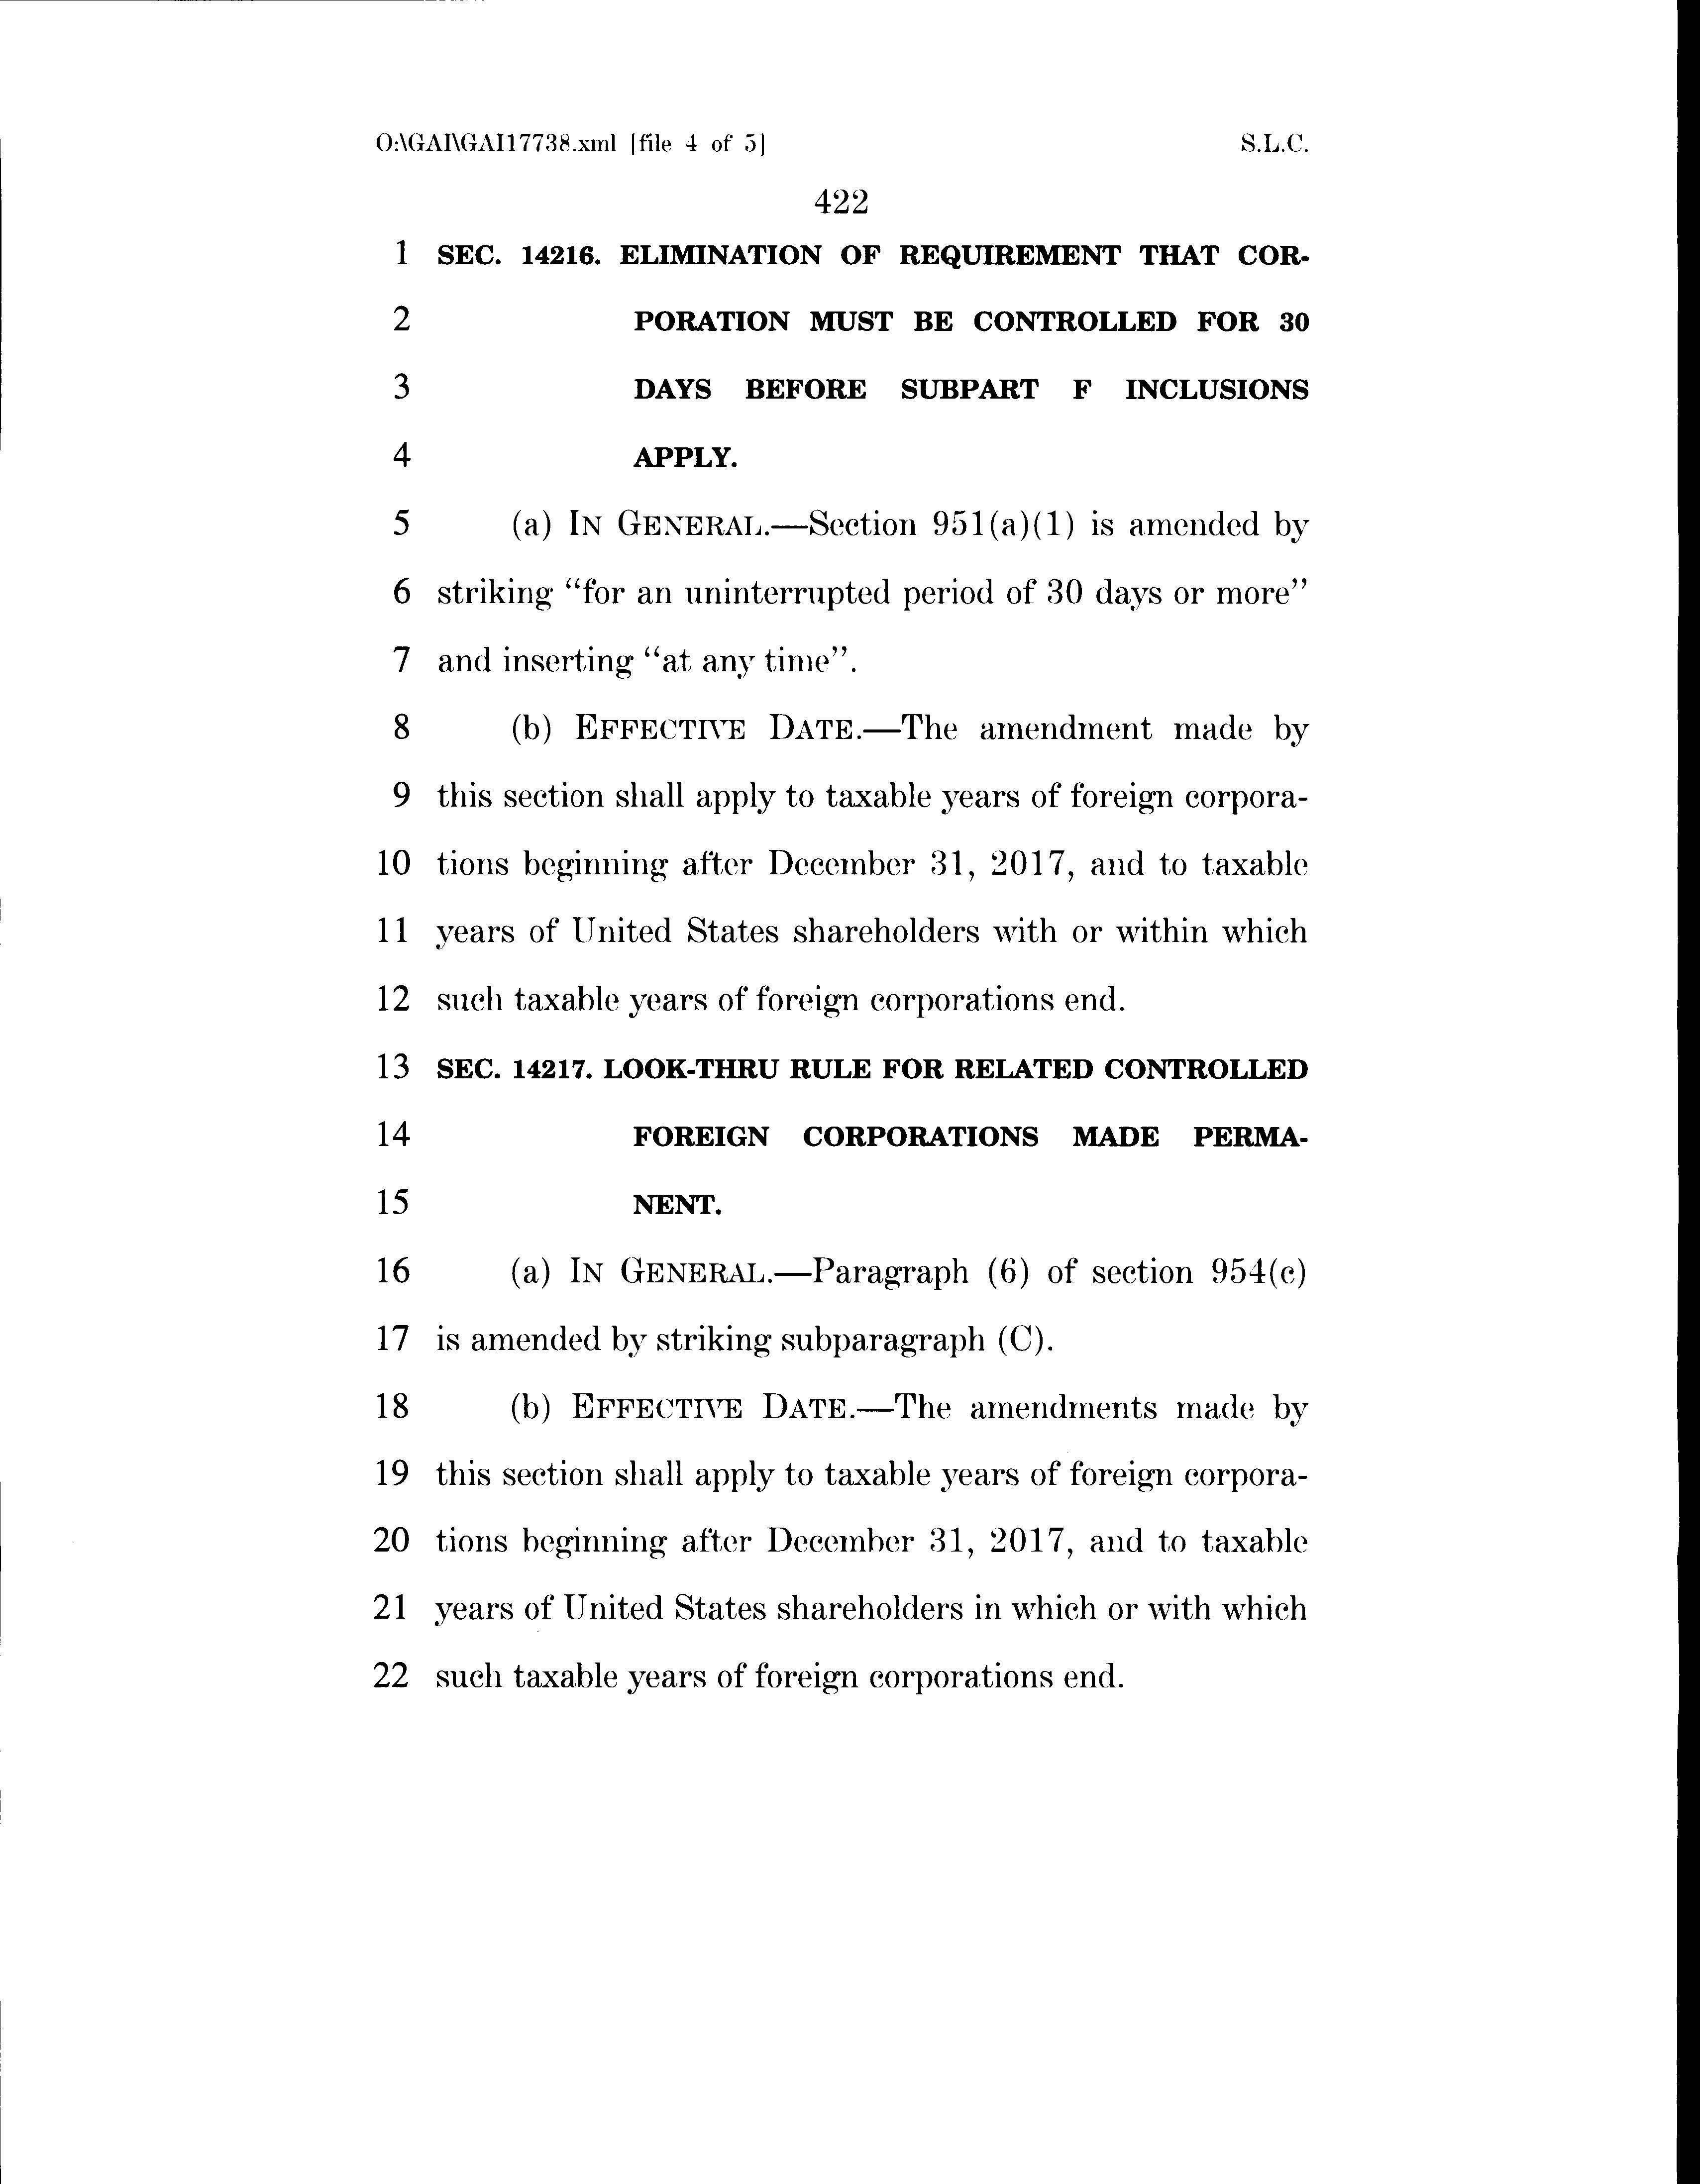 O:\GAI\GAI17738.xml [file 4 of 5] S.L.C.
422
1 SEC. 14216. ELIMINATION OF REQUIREMENT THAT COR-
2 PORATION MUST BE CONTROLLED FOR 30
3 DAYS BEFORE SUBPART F INCLUSIONS
4 APPLY.
5 (a) IN GENERAL.—Section 951(a)(1) is amended by
6 striking “for an uninterrupted period of 30 days or more”
7 and inserting “at any time”.
8 (b) EFFECTIVE DATE.—The amendment made by
9 this section shall apply to taxable years of foreign corpora-
10 tions beginning after December 31, 2017, and to taxable
11 years of United States shareholders with or within which
12 such taxable years of foreign corporations end.
13 SEC. 14217. LOOK-THRU RULE FOR RELATED CONTROLLED
14 FOREIGN CORPORATIONS MADE PERMA-
15 NENT.
16 (a) IN GENERAL.—Paragraph (6) of section 954(c)
17 is amended by striking subparagraph (C).
18 (b) EFFECTIVE DATE.—The amendments made by
19 this section shall apply to taxable years of foreign corpora-
20 tions beginning after December 31, 2017, and to taxable
21 years of United States shareholders in which or with which
22 such taxable years of foreign corporations end.